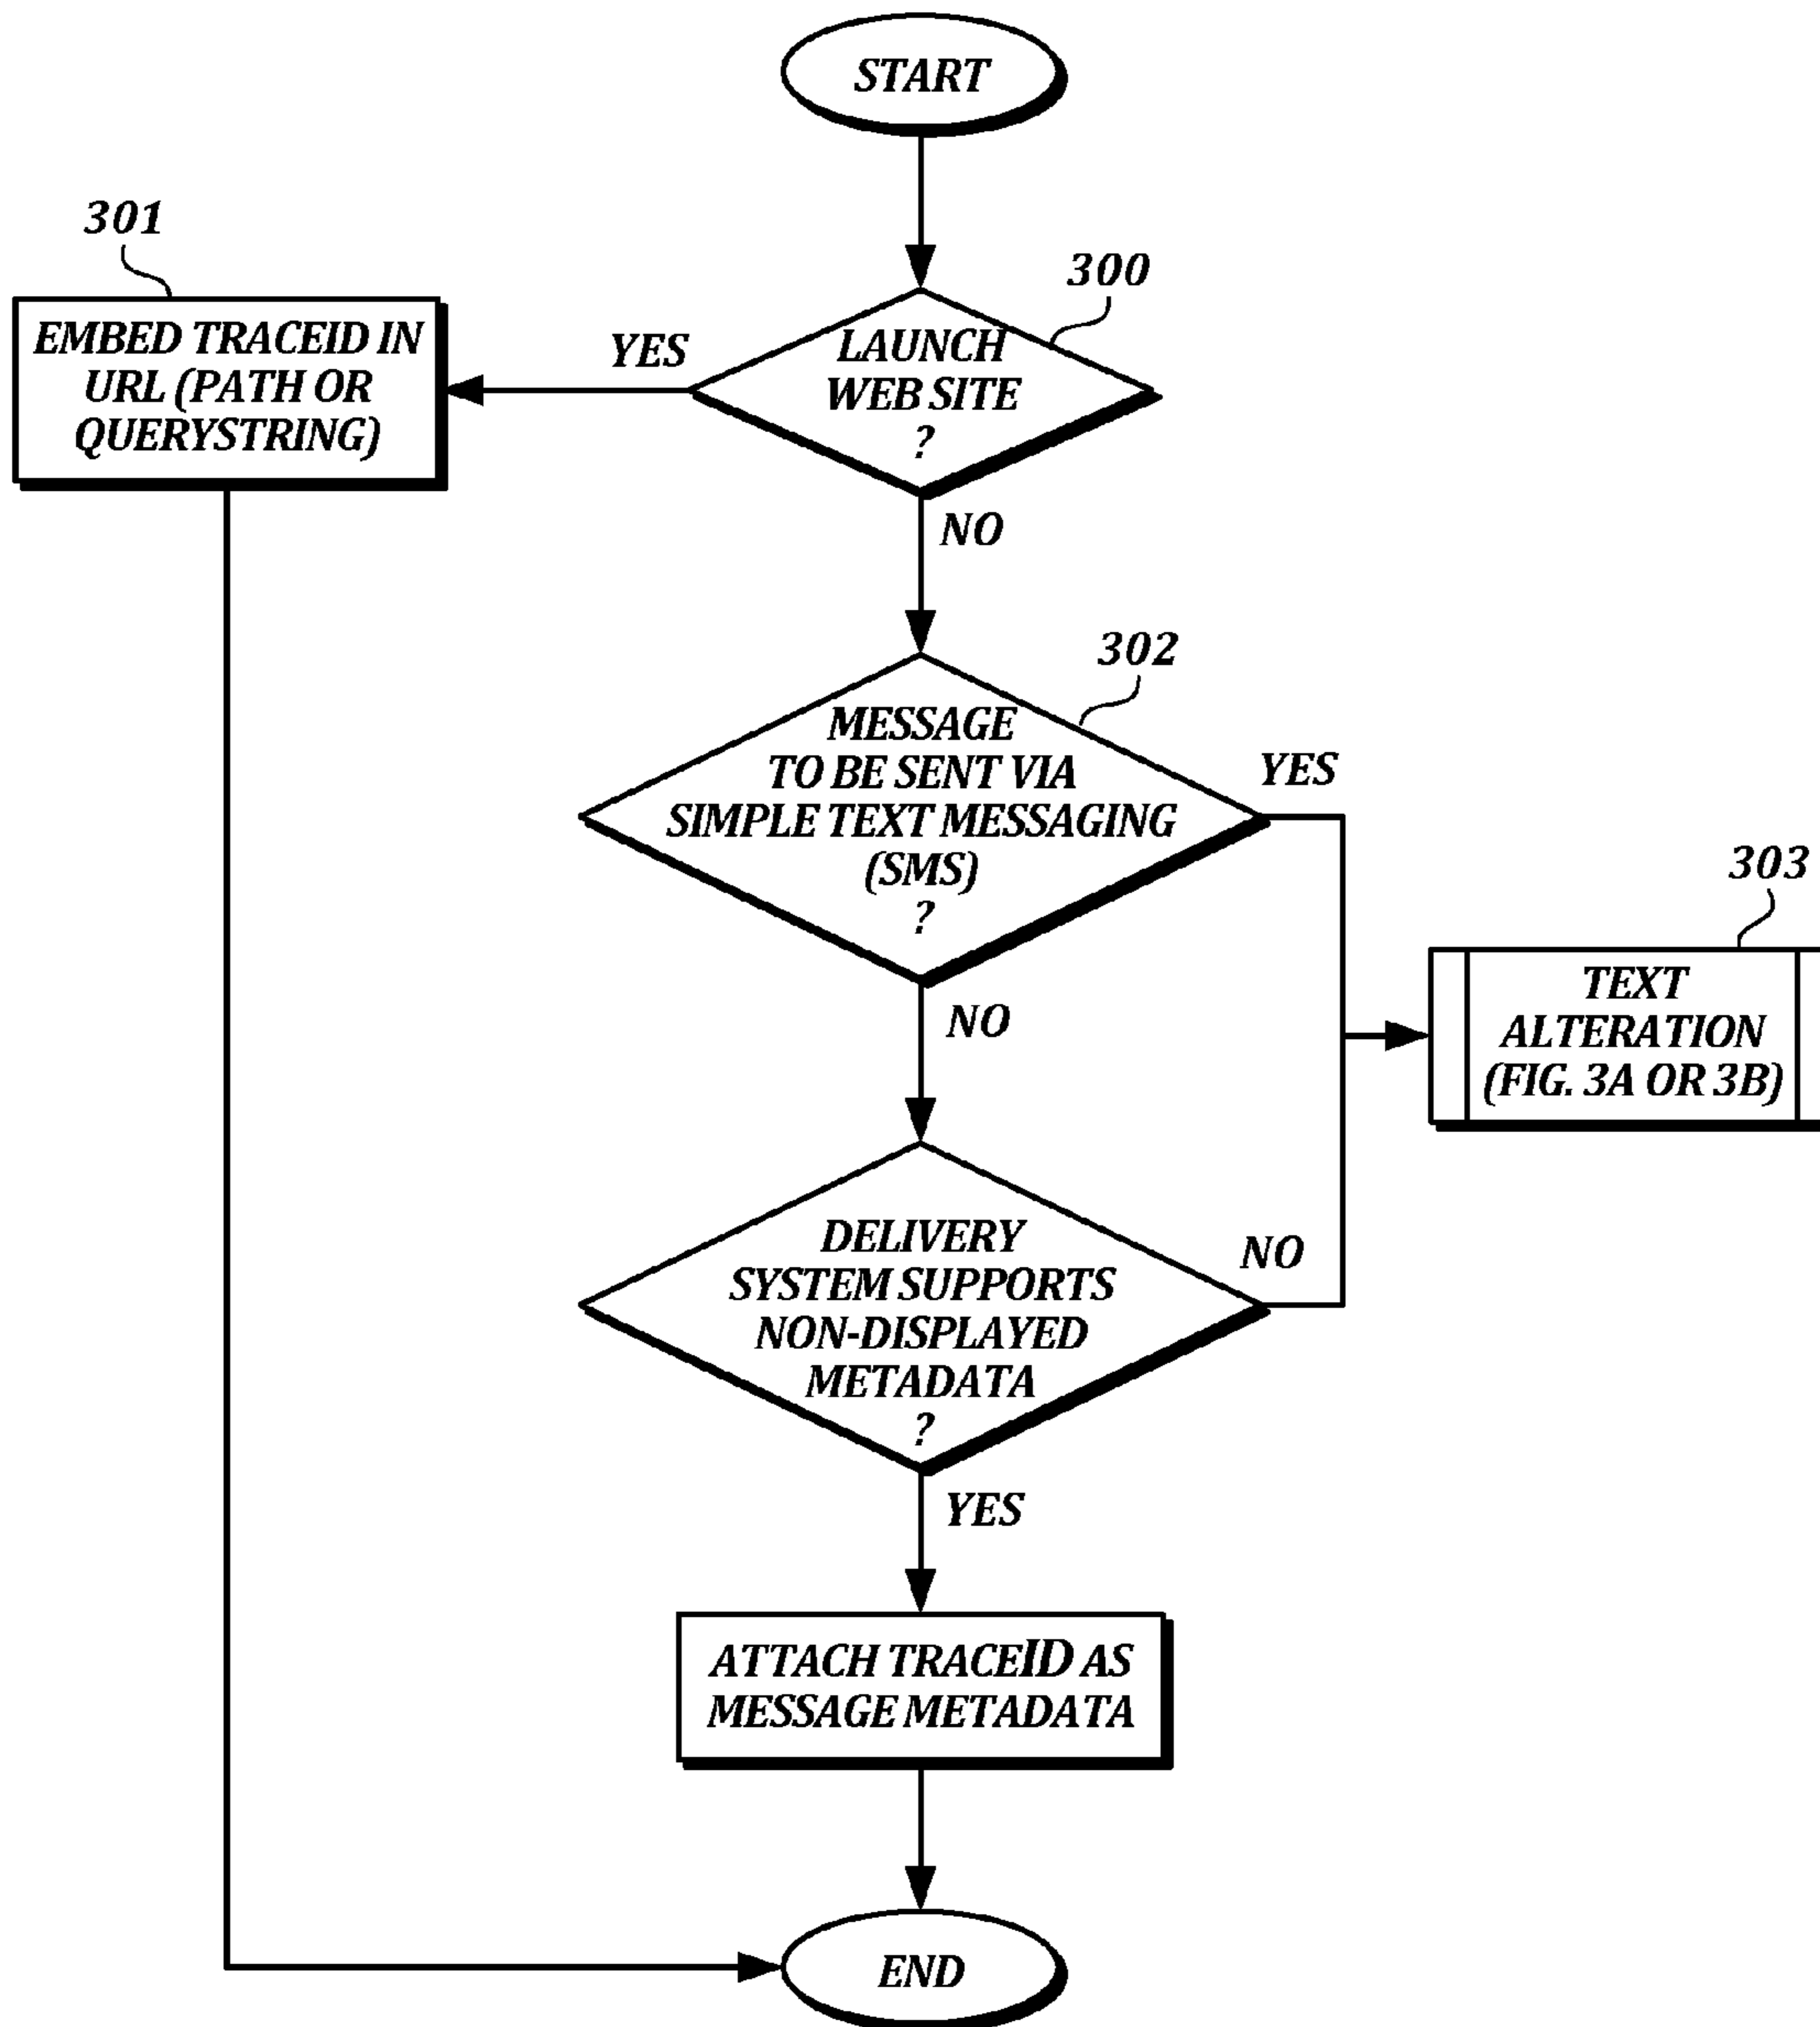 START
301
300
EMBED TRACEID IN
URL (PATH OR
QUERYSTRING)
YES
LAUNCH
WEB SITE
?
NO
302
MESSAGE
TO BE SENT VIA
SIMPLE TEXT MESSAGING
(SMS)
?
YES
303
TEXT
ALTERATION
(FIG. 3A OR 3B)
NO
DELIVERY
SYSTEM SUPPORTS
NON-DISPLAYED
METADATA
?
NO
YES
ATTACH TRACEID AS
MESSAGE METADATA
END